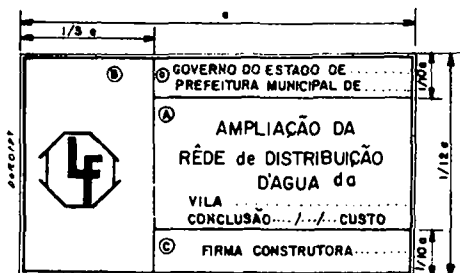 a
1/3 a
B
D GOVERNO DO ESTADO DE ........
PREFEITURA MUNICIPAL DE ........
1/10 a
A
AMPLIAÇÃO DA
RÊDE de DISTRIBUIÇÃO
D'AGUA da
VILA ........
CONCLUSÃO..../.../.... CUSTO
1/12 a
C FIRMA CONSTRUTORA ........
1/10 a
LF